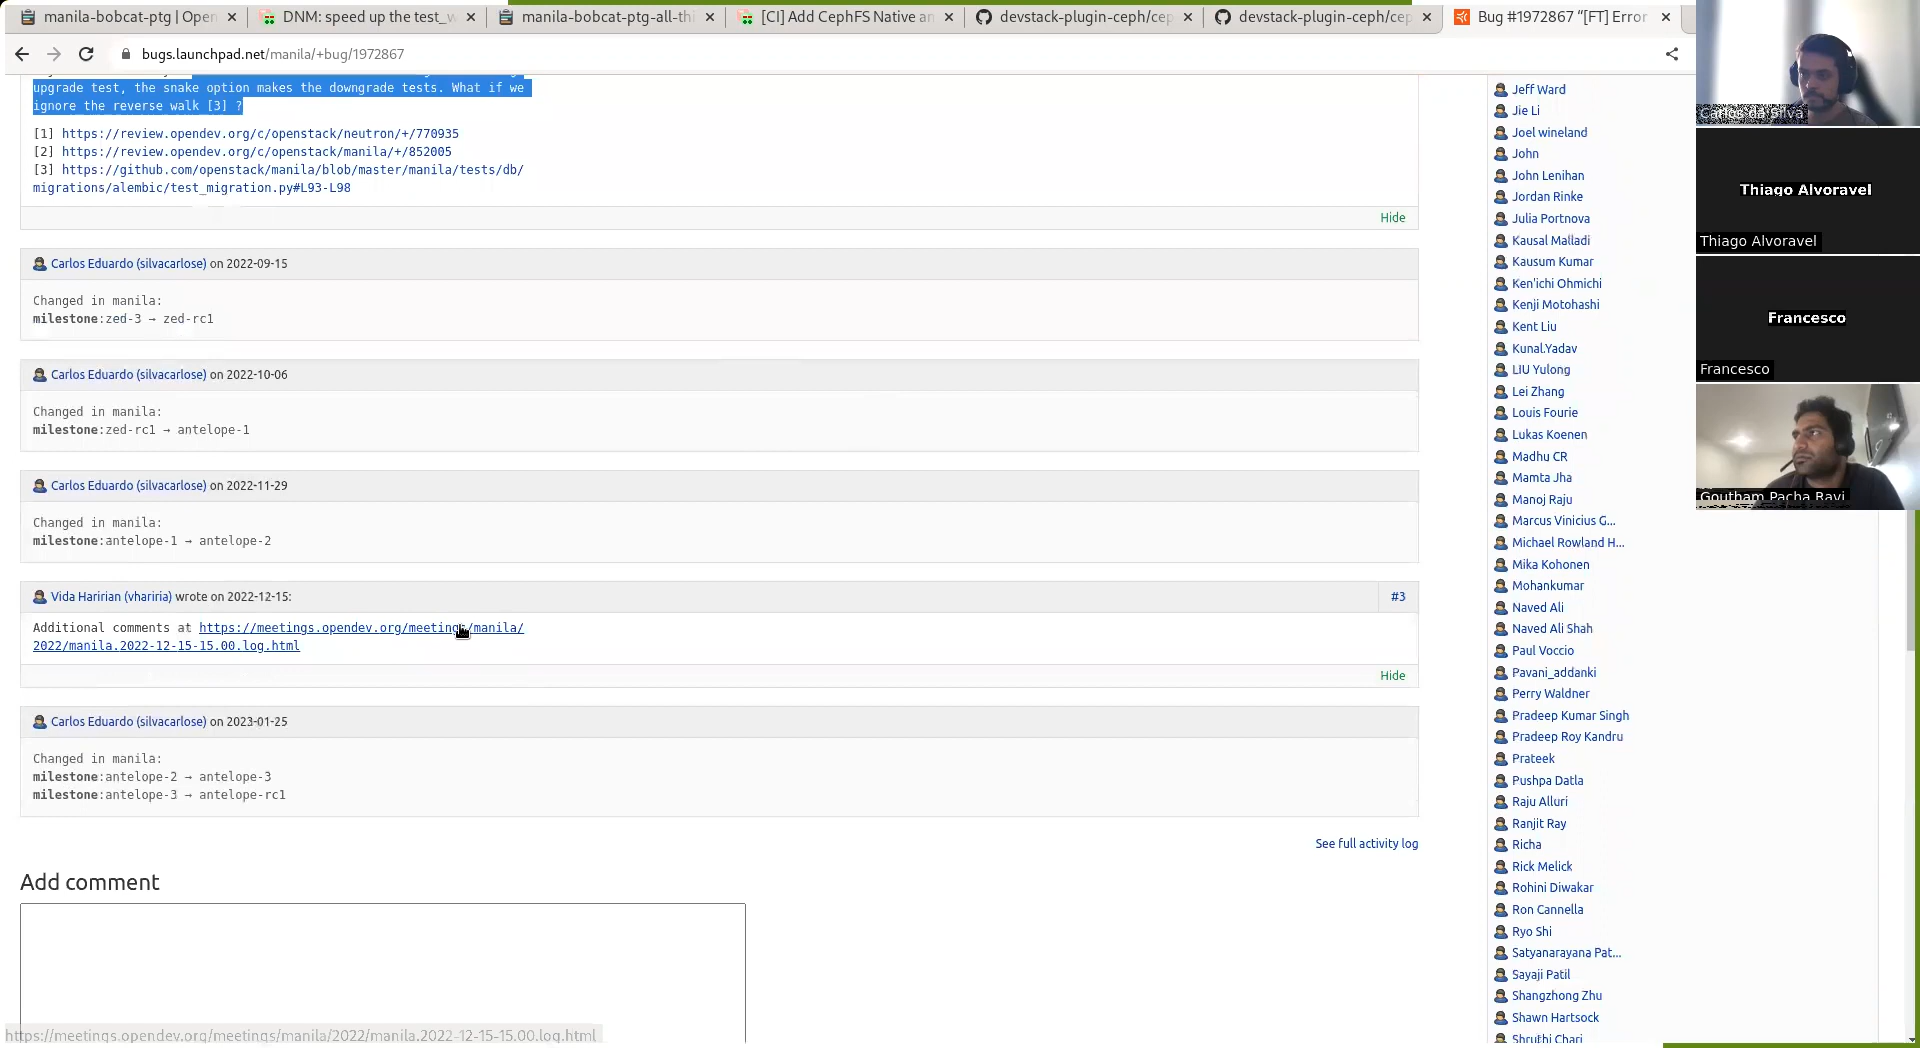 manila-bobcat-ptg | Open
DNM: speed up the test_w
manila-bobcat-ptg-all-thi
[CI] Add CephFS Native an
devstack-plugin-ceph/cep
devstack-plugin-ceph/cep
Bug #1972867 “[FT] Error
bugs.launchpad.net/manila/+bug/1972867
upgrade test, the snake option makes the downgrade tests. What if we
ignore the reverse walk [3] ?
[1] https://review.opendev.org/c/openstack/neutron/+/770935
[2] https://review.opendev.org/c/openstack/manila/+/852005
[3] https://github.com/openstack/manila/blob/master/manila/tests/db/
migrations/alembic/test_migration.py#L93-L98
Hide
Carlos Eduardo (silvacarlose) on 2022-09-15
Changed in manila:
milestone:zed-3 → zed-rc1
Carlos Eduardo (silvacarlose) on 2022-10-06
Changed in manila:
milestone:zed-rc1 → antelope-1
Carlos Eduardo (silvacarlose) on 2022-11-29
Changed in manila:
milestone:antelope-1 → antelope-2
Vida Haririan (vhariria) wrote on 2022-12-15:
#3
Additional comments at https://meetings.opendev.org/meetings/manila/
2022/manila.2022-12-15-15.00.log.html
Hide
Carlos Eduardo (silvacarlose) on 2023-01-25
Changed in manila:
milestone:antelope-2 → antelope-3
milestone:antelope-3 → antelope-rc1
See full activity log
Add comment
https://meetings.opendev.org/meetings/manila/2022/manila.2022-12-15-15.00.log.html
Jeff Ward
Jie Li
Joel wineland
John
John Lenihan
Jordan Rinke
Julia Portnova
Kausal Malladi
Kausum Kumar
Ken'ichi Ohmichi
Kenji Motohashi
Kent Liu
Kunal.Yadav
LIU Yulong
Lei Zhang
Louis Fourie
Lukas Koenen
Madhu CR
Mamta Jha
Manoj Raju
Marcus Vinicius G...
Michael Rowland H...
Mika Kohonen
Mohankumar
Naved Ali
Naved Ali Shah
Paul Voccio
Pavani_addanki
Perry Waldner
Pradeep Kumar Singh
Pradeep Roy Kandru
Prateek
Pushpa Datla
Raju Alluri
Ranjit Ray
Richa
Rick Melick
Rohini Diwakar
Ron Cannella
Ryo Shi
Satyanarayana Pat...
Sayaji Patil
Shangzhong Zhu
Shawn Hartsock
Shruthi Chari
Carlos da Silva
Thiago Alvoravel
Thiago Alvoravel
Francesco
Francesco
Goutham Pacha Ravi